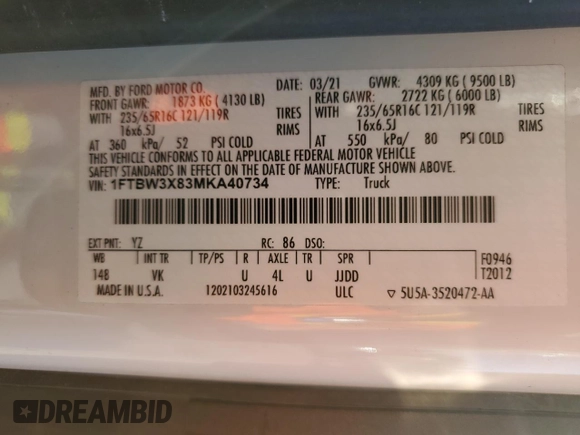 MFD. BY FORD MOTOR CO. DATE: 03/21 GVWR: 4309 KG ( 9500 LB)
FRONT GAWR: 1873 KG ( 4130 LB) REAR GAWR: 2722 KG ( 6000 LB)
WITH 235/65R16C 121/119R TIRES WITH 235/65R16C 121/119R TIRES
16x6.5J RIMS 16x6.5J RIMS
AT 360 kPa/ 52 PSI COLD AT 550 kPa/ 80 PSI COLD
THIS VEHICLE CONFORMS TO ALL APPLICABLE FEDERAL MOTOR VEHICLE
SAFETY STANDARDS IN EFFECT ON THE DATE OF MANUFACTURE SHOWN ABOVE.
VIN: 1FTBW3X83MKA40734 TYPE: Truck
EXT PNT: YZ RC: 86 DSO:
WB INT TR TP/PS R AXLE TR SPR F0946
148 VK U 4L U JJDD T2012
MADE IN U.S.A. 1202103245616 ULC ▽ 5U5A-3520472-AA
DREAMBID